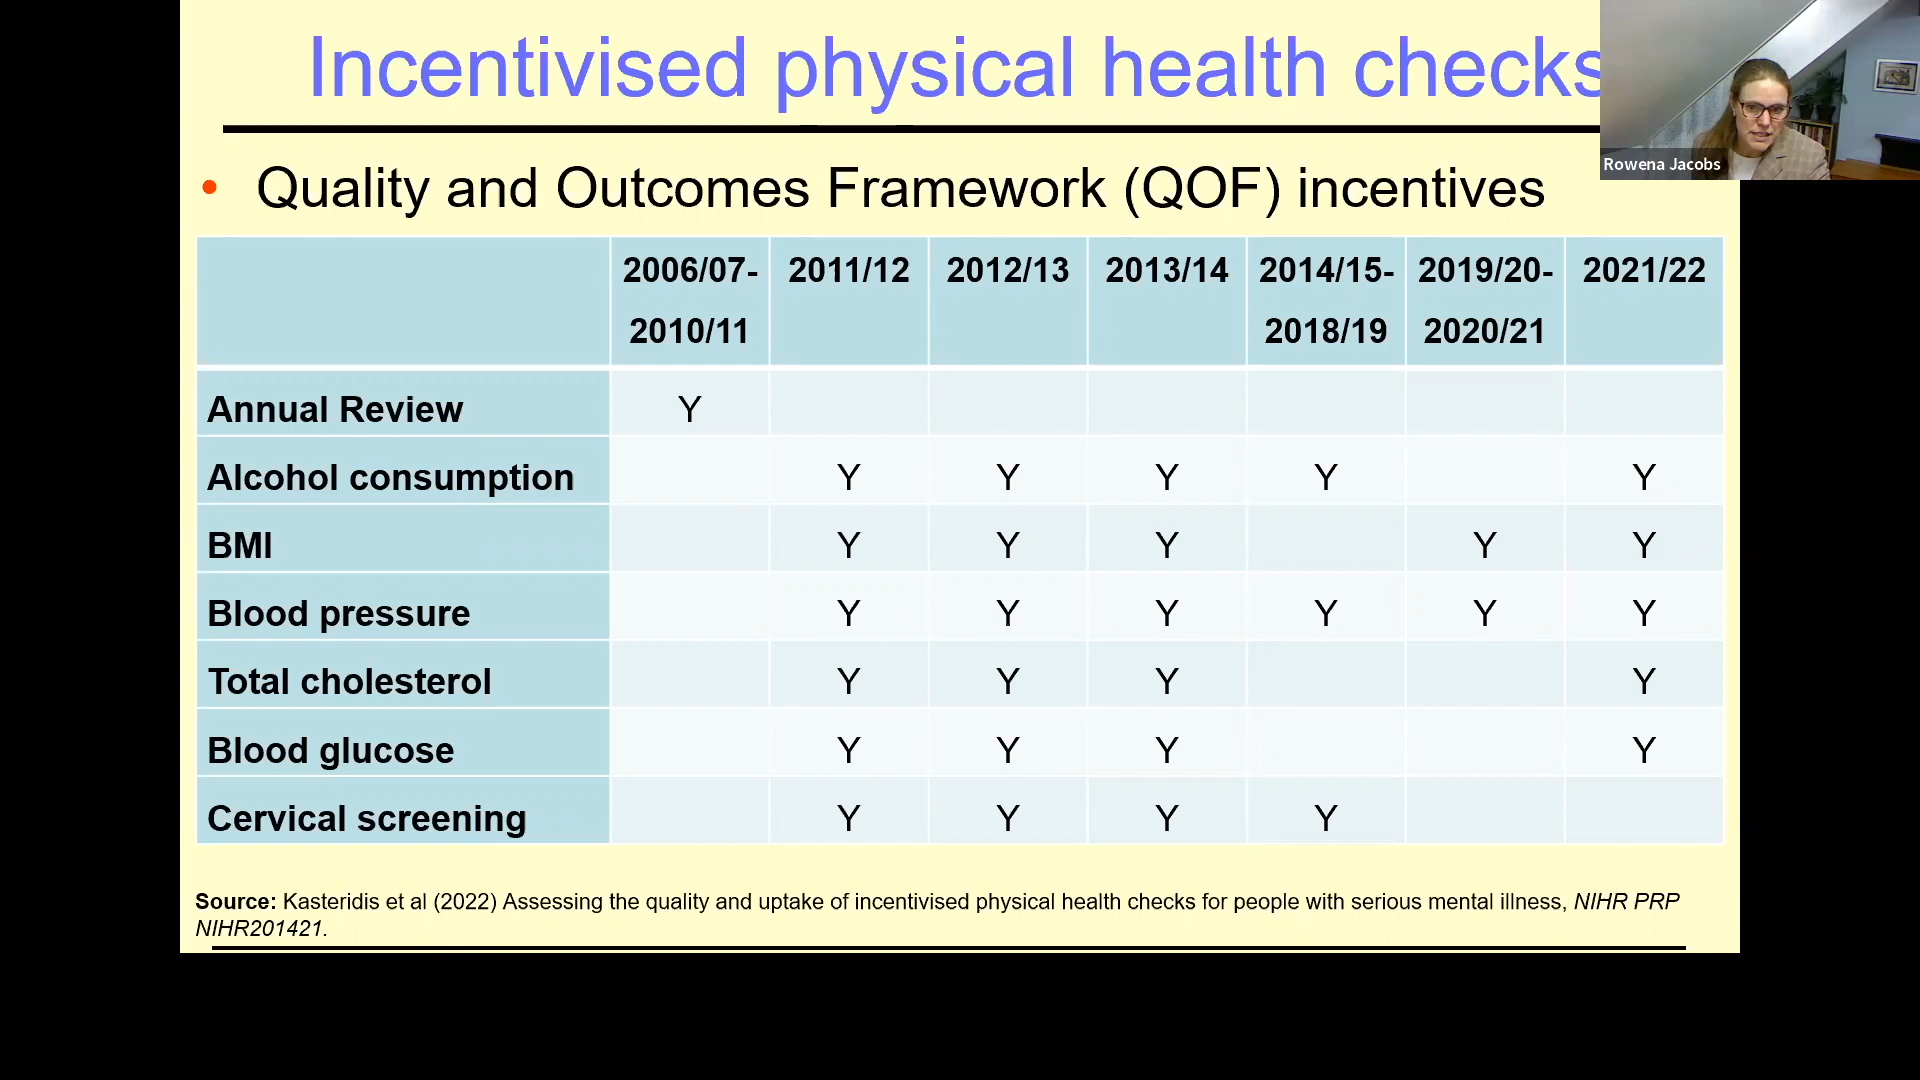 Incentivised physical health checks
Rowena Jacobs
• Quality and Outcomes Framework (QOF) incentives
2006/07-2010/11 2011/12 2012/13 2013/14 2014/15-2018/19 2019/20-2020/21 2021/22
Annual Review Y
Alcohol consumption Y Y Y Y Y
BMI Y Y Y Y Y
Blood pressure Y Y Y Y Y Y
Total cholesterol Y Y Y Y
Blood glucose Y Y Y Y
Cervical screening Y Y Y Y
Source: Kasteridis et al (2022) Assessing the quality and uptake of incentivised physical health checks for people with serious mental illness, NIHR PRP
NIHR201421.